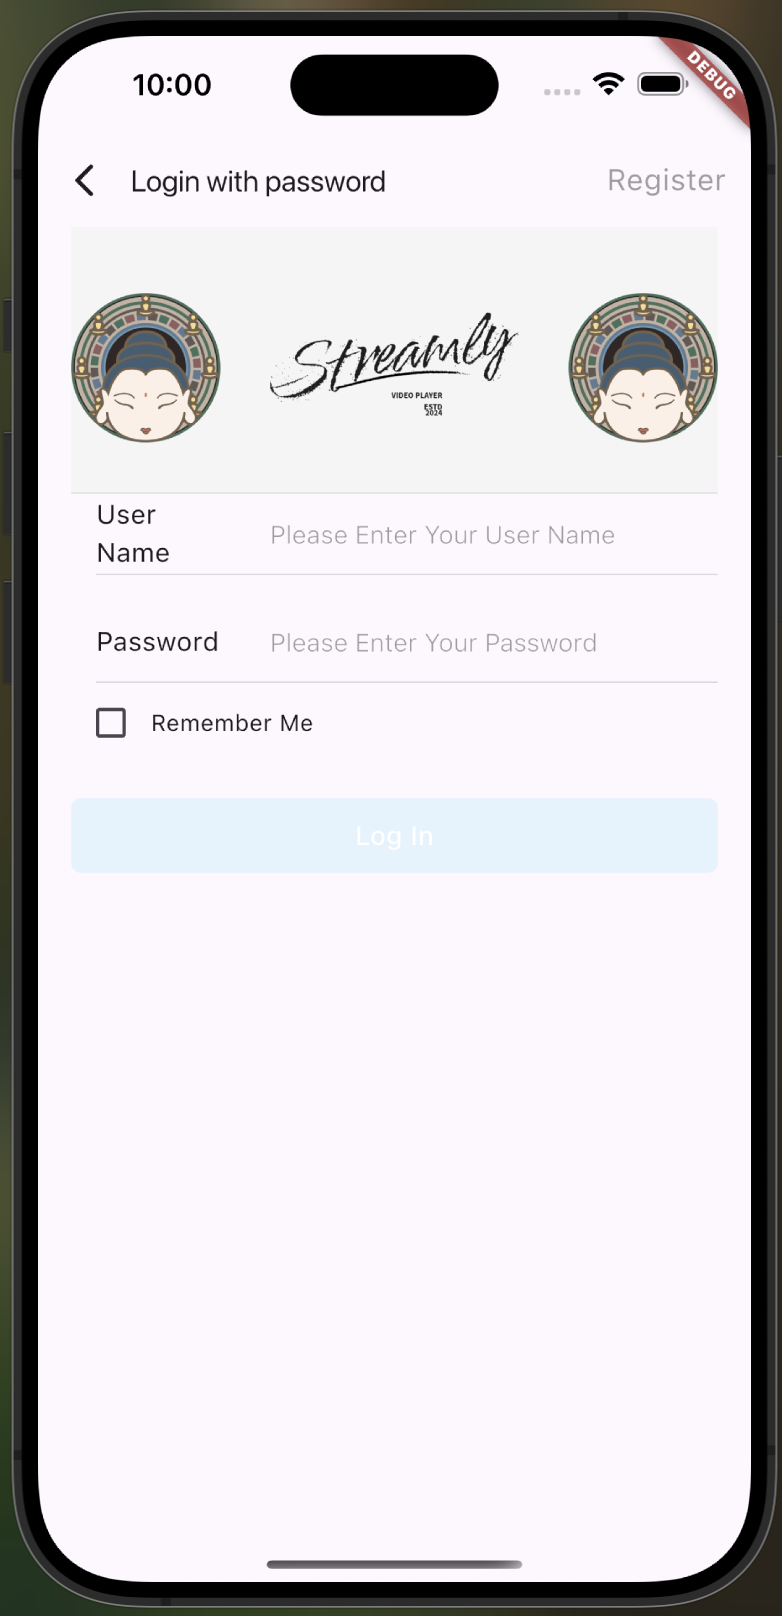 10:00
DEBUG
Login with password
Register
Streamly
VIDEO PLAYER
ESTD
2024
User
Name
Please Enter Your User Name
Password
Please Enter Your Password
Remember Me
Log In